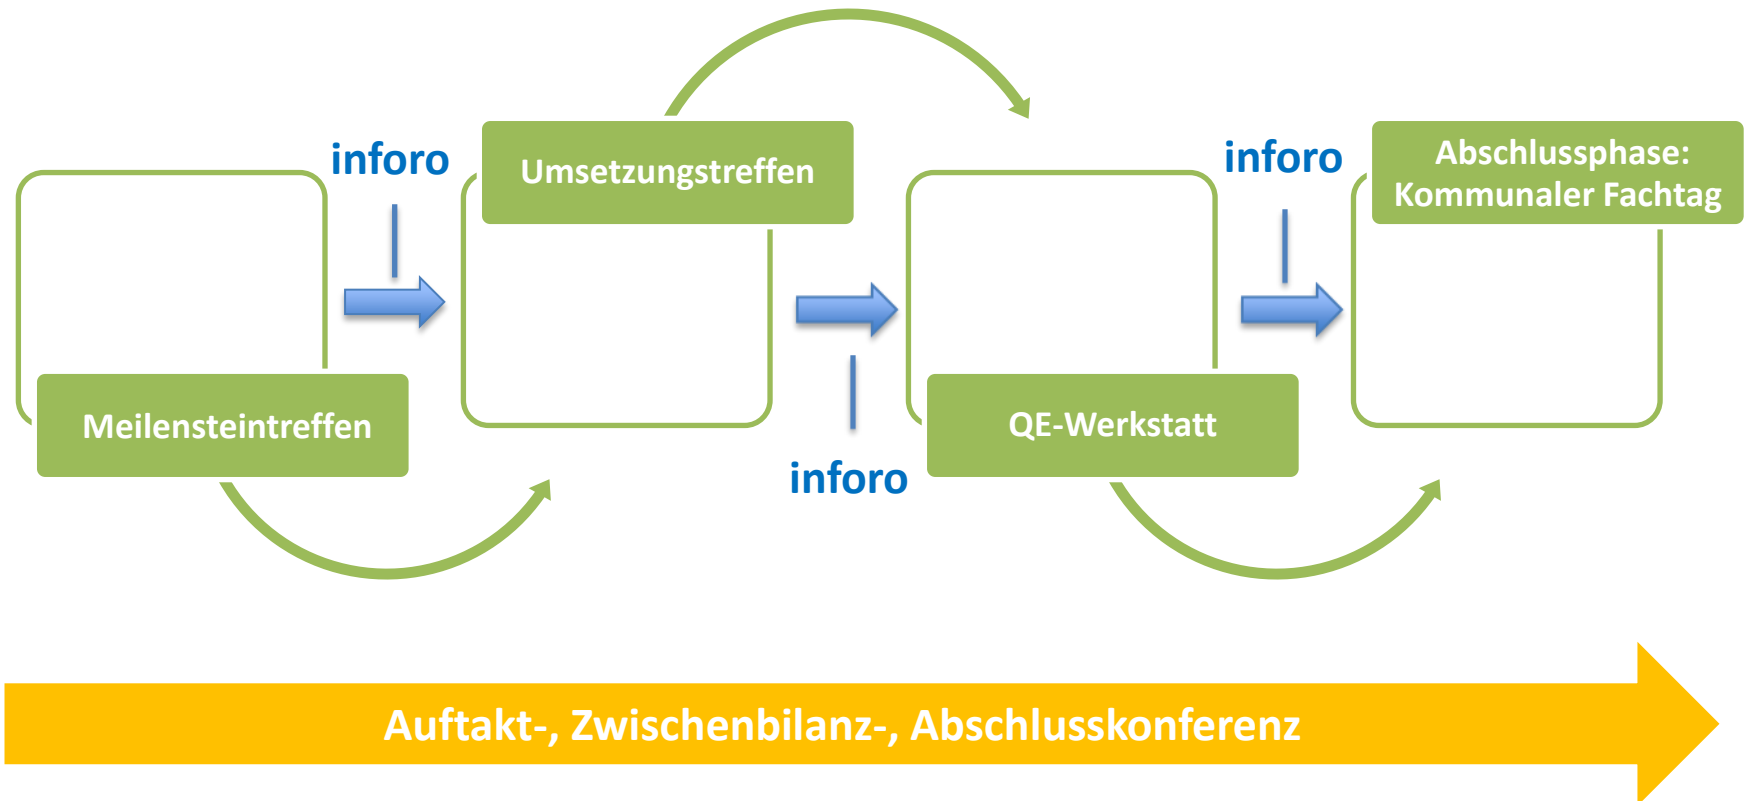 inforo
Umsetzungstreffen
inforo
Abschlussphase:
Kommunaler Fachtag
Meilensteintreffen
inforo
QE-Werkstatt
Auftakt-, Zwischenbilanz-, Abschlusskonferenz